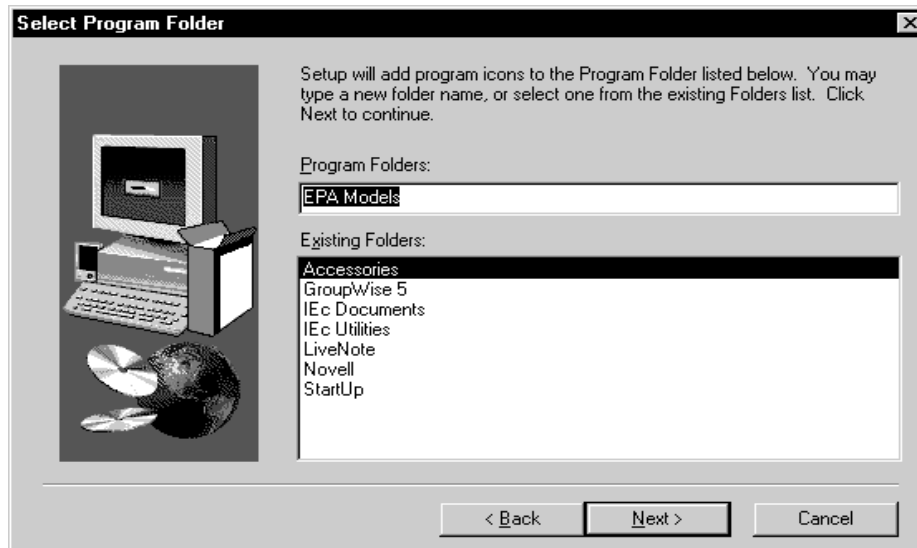 Select Program Folder
Setup will add program icons to the Program Folder listed below. You may
type a new folder name, or select one from the existing Folders list. Click
Next to continue.
Program Folders:
EPA Models
Existing Folders:
Accessories
GroupWise 5
IEc Documents
IEc Utilities
LiveNote
Novell
StartUp
< Back Next > Cancel